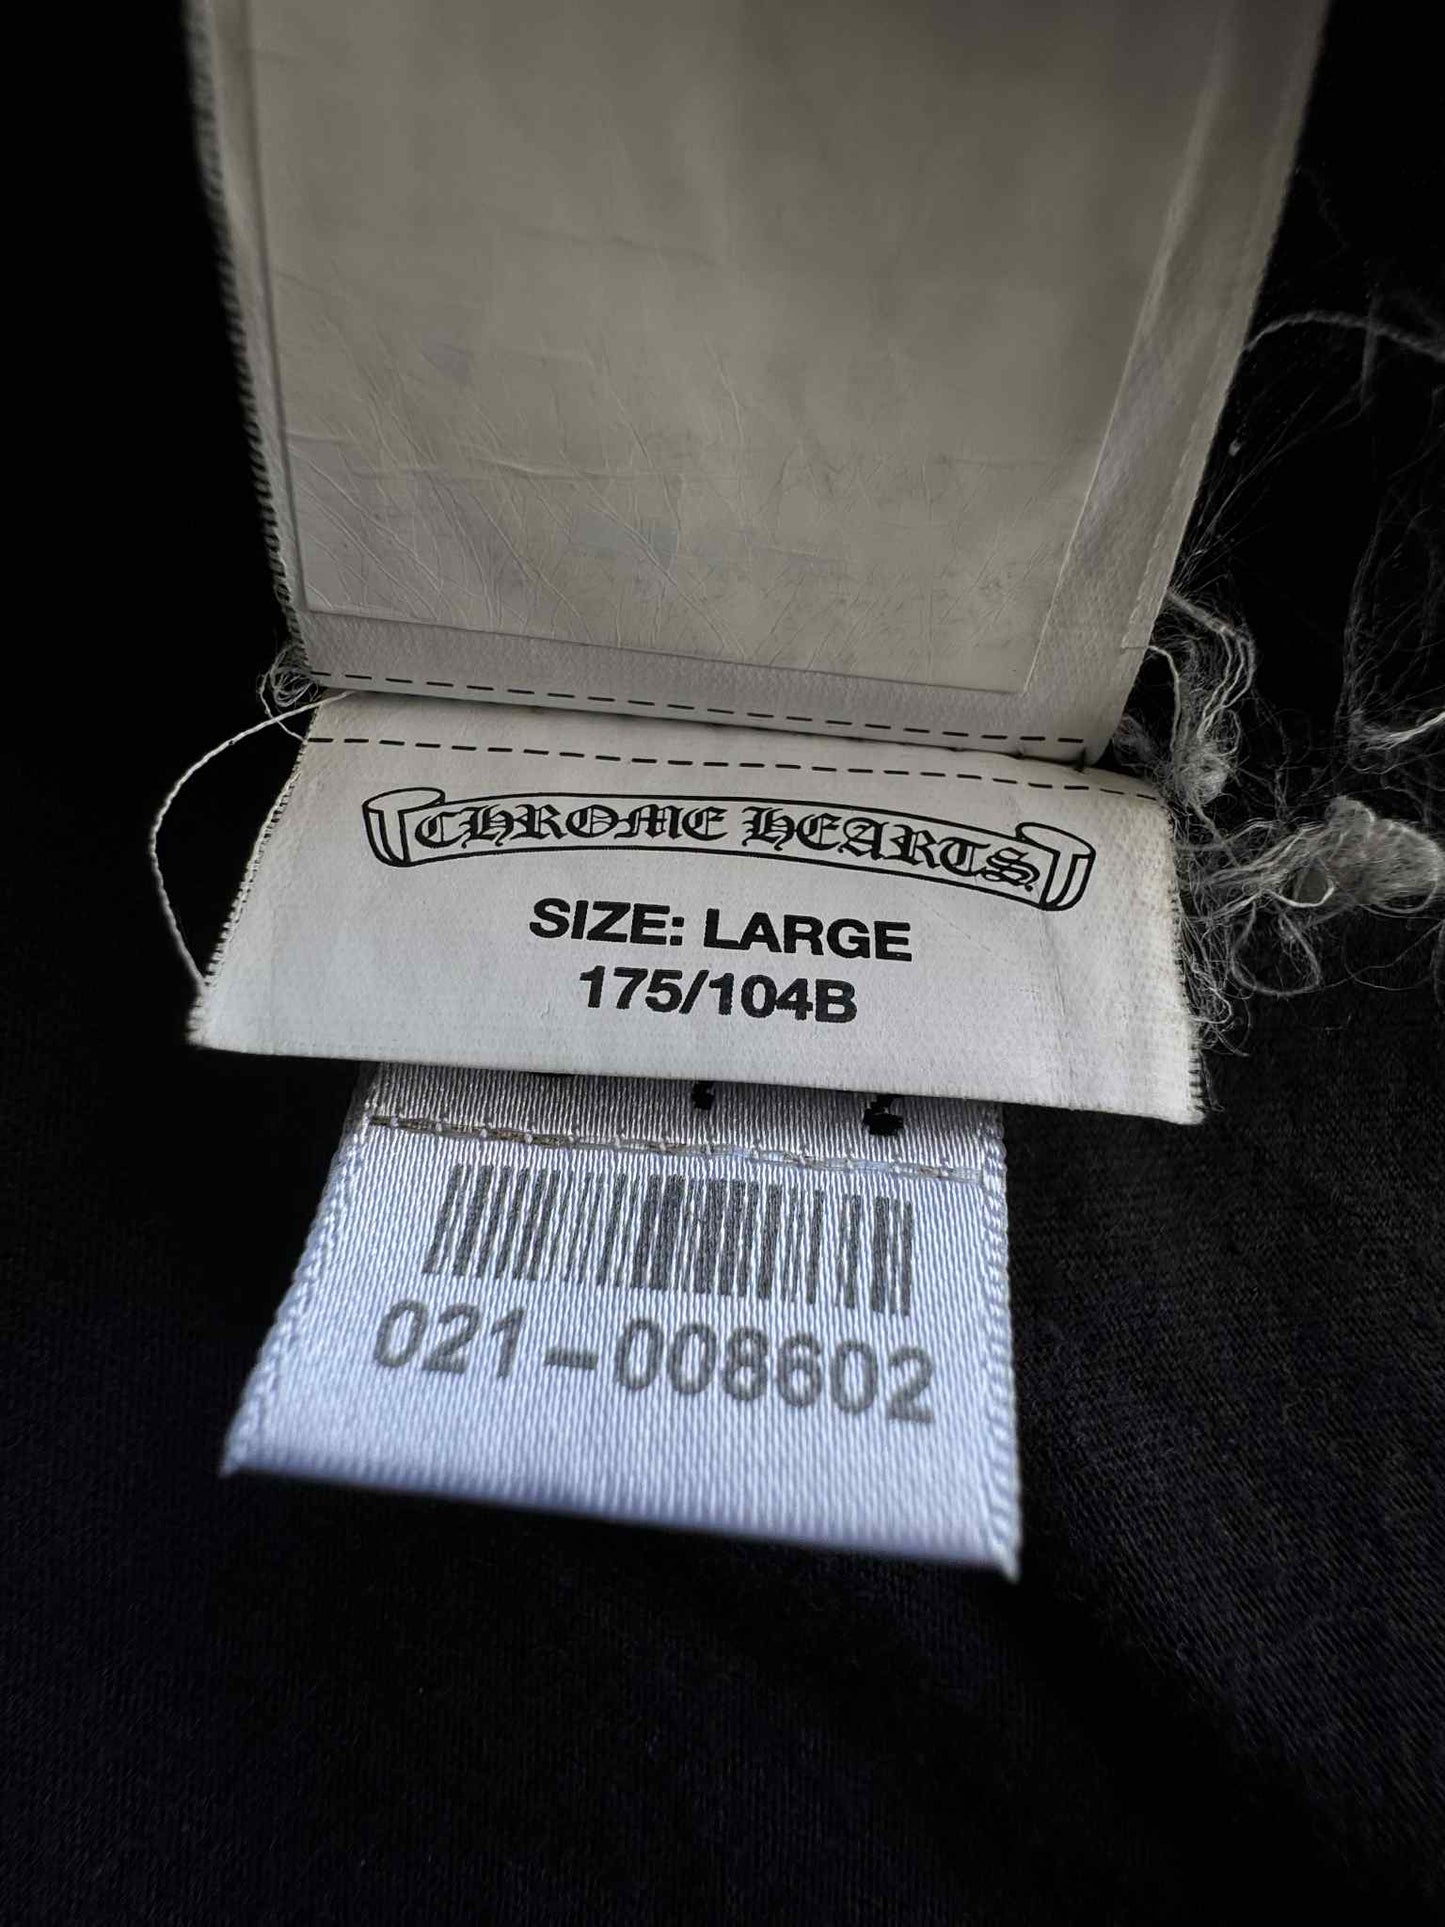 CHROME HEARTS
SIZE: LARGE
175/104B
021-008602